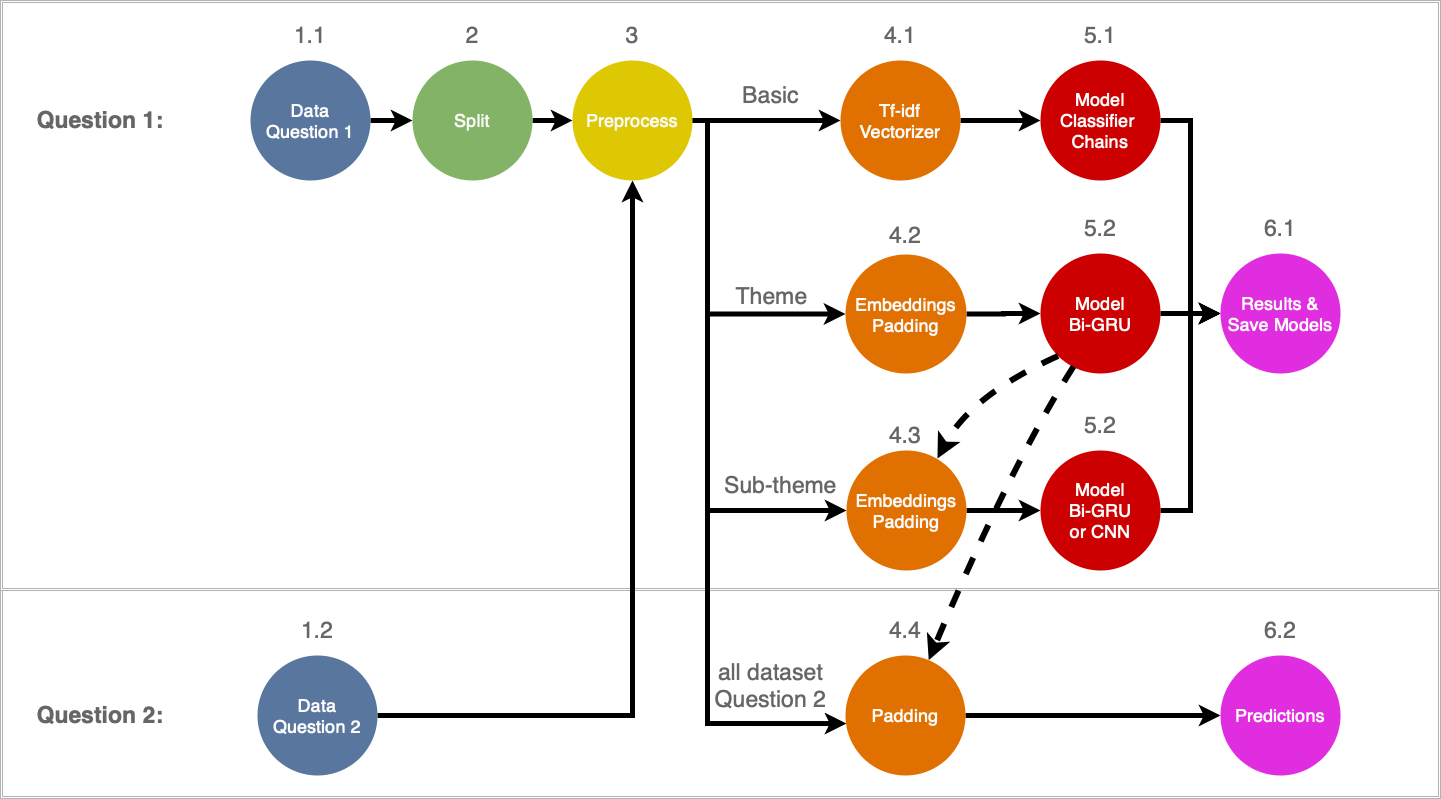 1.1
2
3
4.1
5.1
Question 1:
Data
Question 1
Split
Preprocess
Basic
Tf-idf
Vectorizer
Model
Classifier
Chains
4.2
5.2
6.1
Theme
Embeddings
Padding
Model
Bi-GRU
Results &
Save Models
4.3
5.2
Sub-theme
Embeddings
Padding
Model
Bi-GRU
or CNN
1.2
4.4
6.2
Question 2:
Data
Question 2
all dataset
Question 2
Padding
Predictions